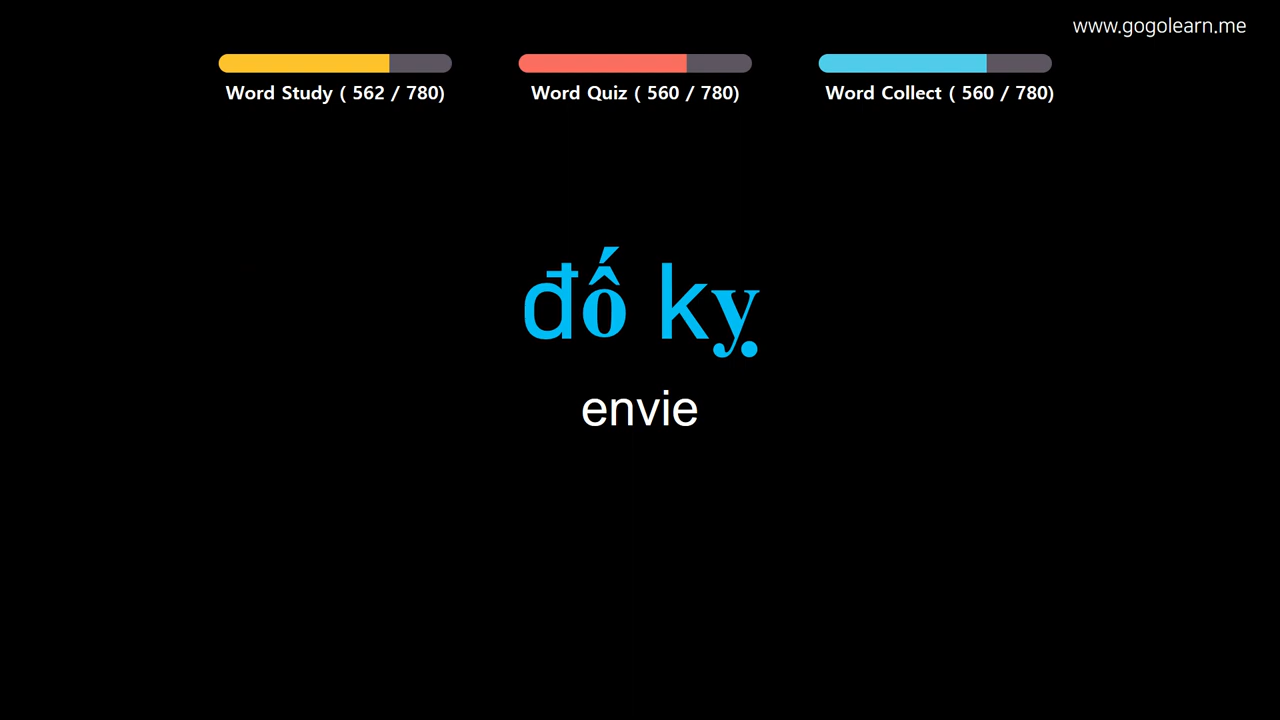 www.gogolearn.me
Word Study ( 562 / 780)
Word Quiz ( 560 / 780)
Word Collect ( 560 / 780)
đố kỵ
envie